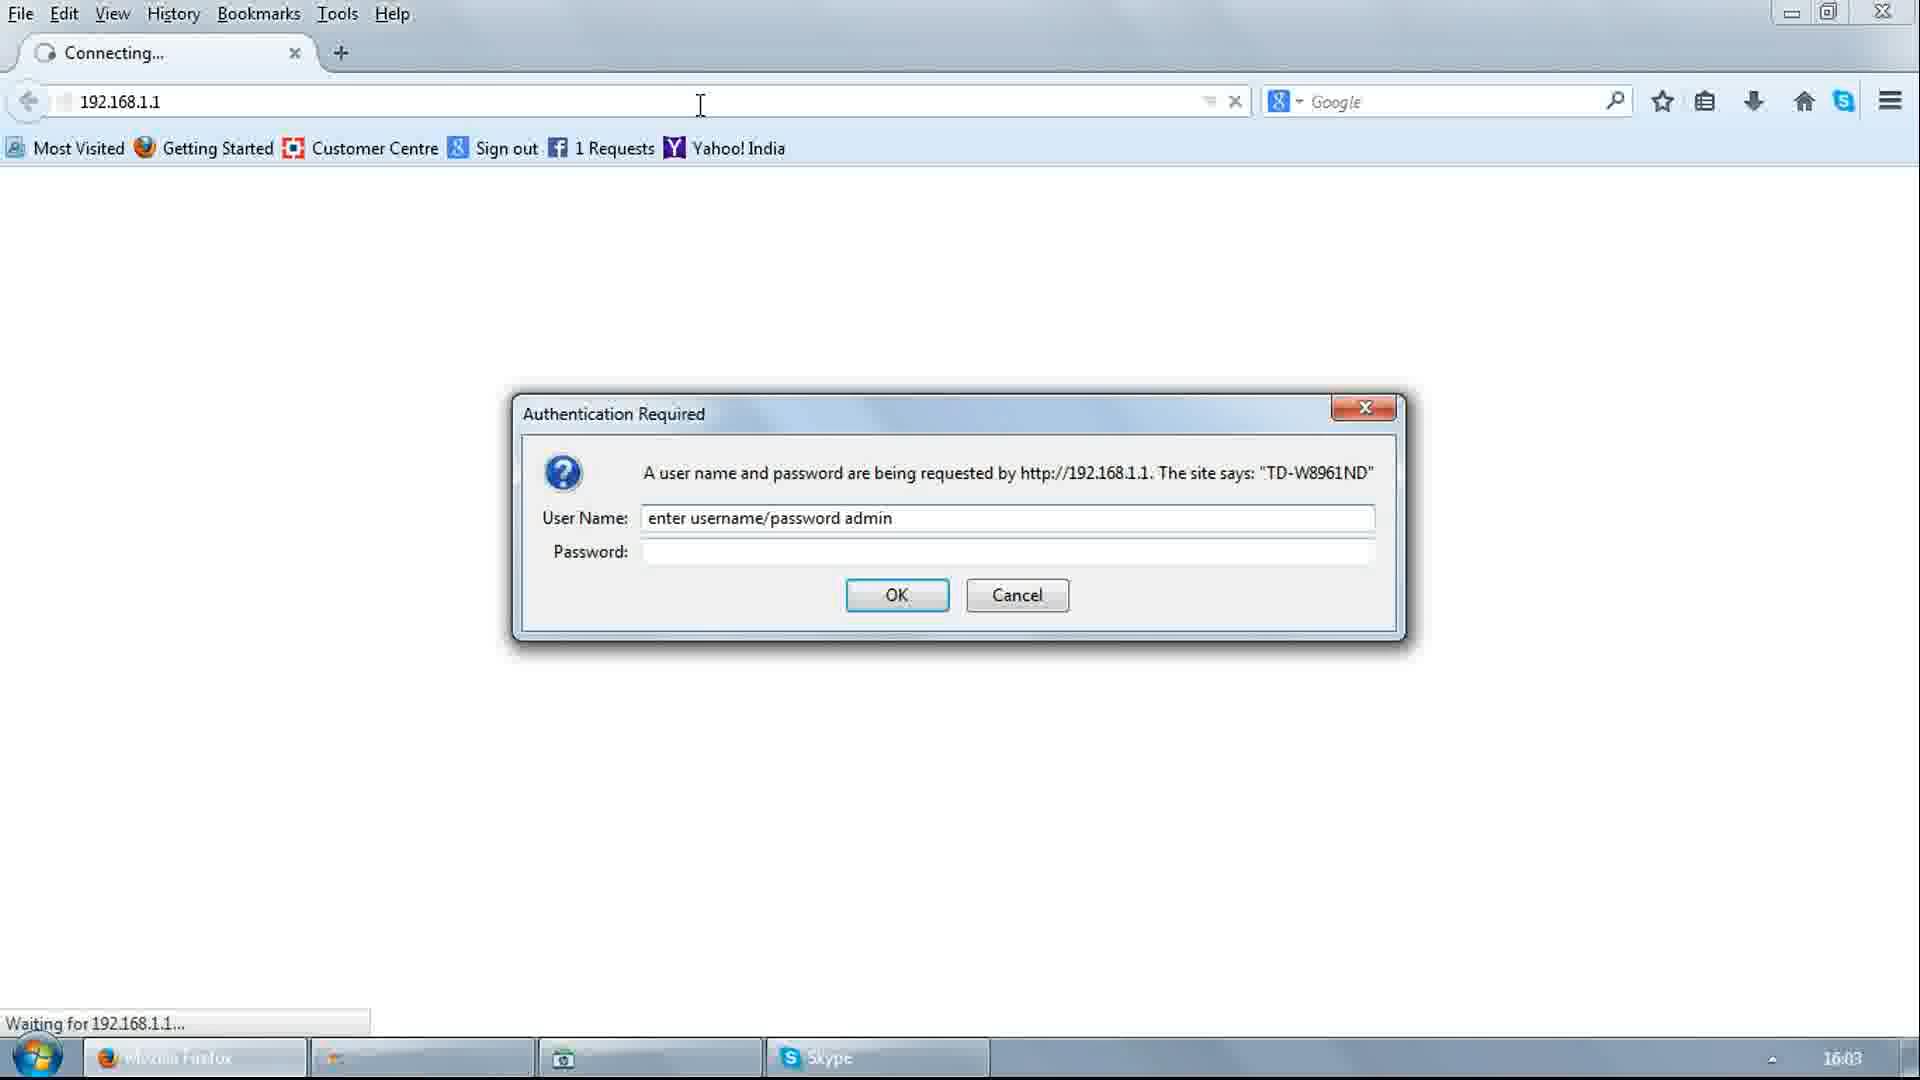 File Edit View History Bookmarks Tools Help
Connecting...
192.168.1.1
Google
Most Visited Getting Started Customer Centre Sign out 1 Requests Yahoo! India
Authentication Required
A user name and password are being requested by http://192.168.1.1. The site says: "TD-W8961ND"
User Name: enter username/password admin
Password:
OK Cancel
Waiting for 192.168.1.1...
Mozilla Firefox Skype 16:03